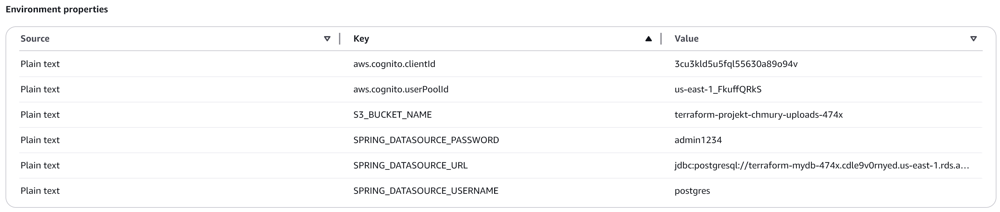 Environment properties
Source Key Value
Plain text aws.cognito.clientId 3cu3kld5u5fql55630a89o94v
Plain text aws.cognito.userPoolId us-east-1_FkuffQRkS
Plain text S3_BUCKET_NAME terraform-projekt-chmury-uploads-474x
Plain text SPRING_DATASOURCE_PASSWORD admin1234
Plain text SPRING_DATASOURCE_URL jdbc:postgresql://terraform-mydb-474x.cdle9v0rnyed.us-east-1.rds.a...
Plain text SPRING_DATASOURCE_USERNAME postgres